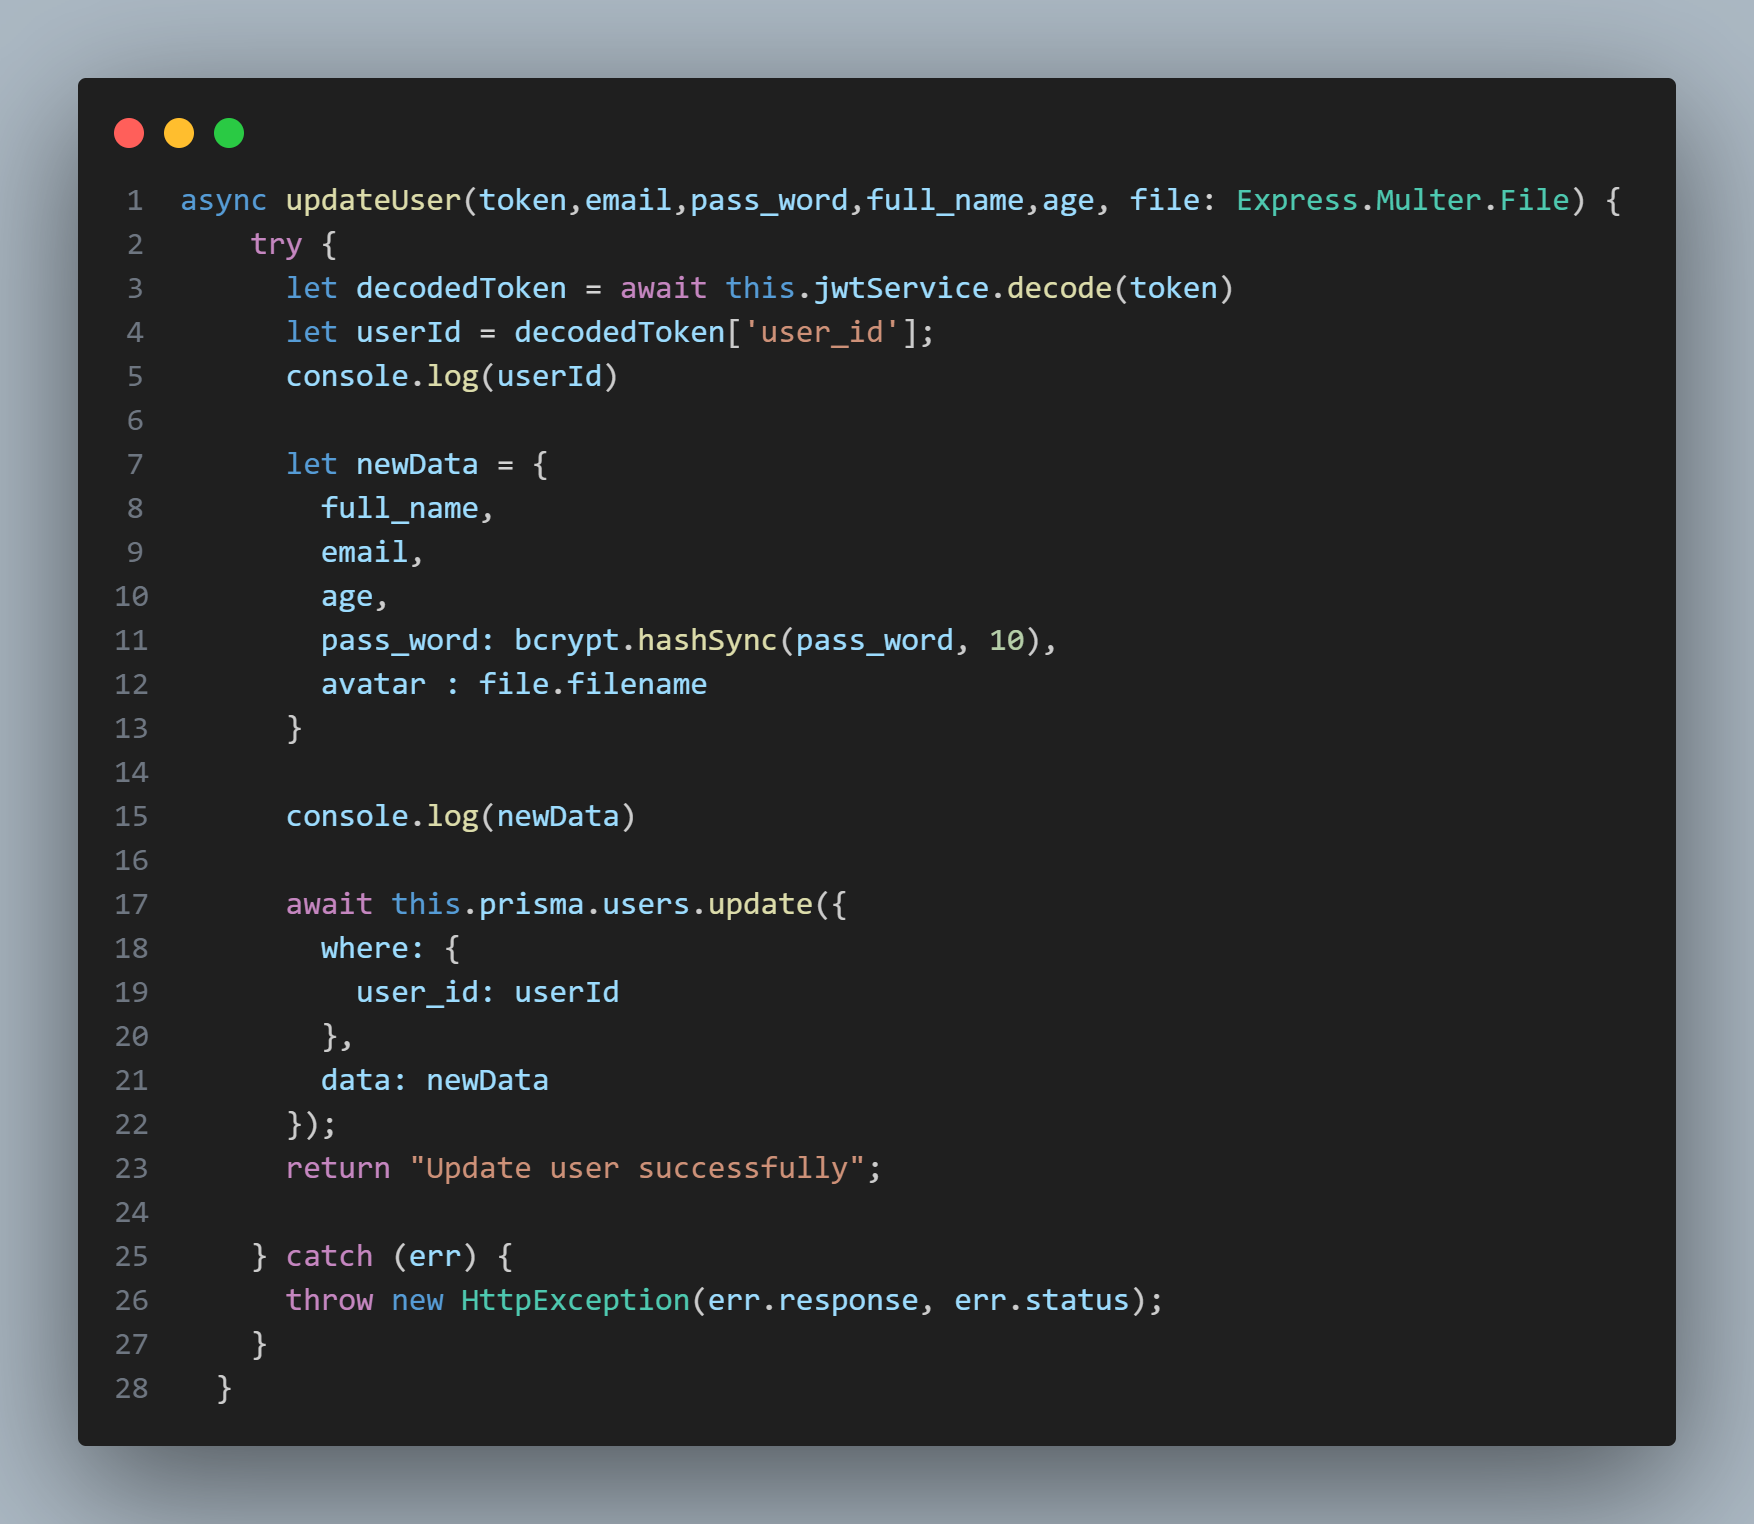 1 async updateUser(token,email,pass_word,full_name,age, file: Express.Multer.File) {
2     try {
3       let decodedToken = await this.jwtService.decode(token)
4       let userId = decodedToken['user_id'];
5       console.log(userId)
6
7       let newData = {
8         full_name,
9         email,
10         age,
11         pass_word: bcrypt.hashSync(pass_word, 10),
12         avatar : file.filename
13       }
14
15       console.log(newData)
16
17       await this.prisma.users.update({
18         where: {
19           user_id: userId
20         },
21         data: newData
22       });
23       return "Update user successfully";
24
25     } catch (err) {
26       throw new HttpException(err.response, err.status);
27     }
28   }